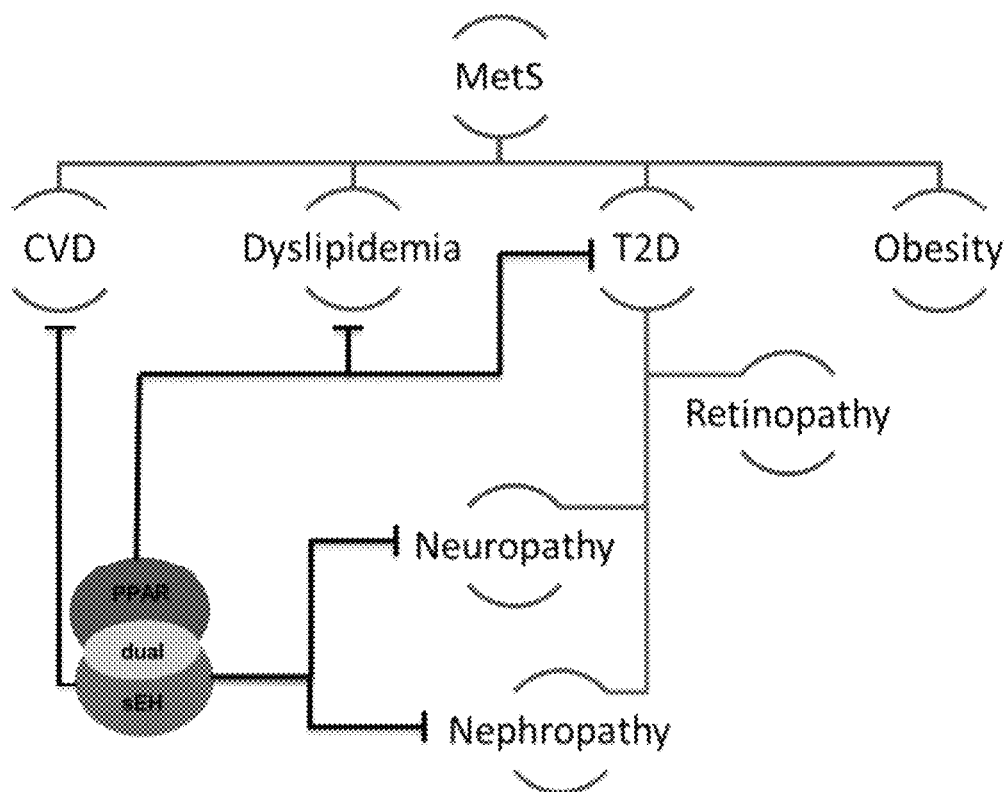 MetS
CVD
Dyslipidemia
T2D
Obesity
Retinopathy
Neuropathy
PPAR
dual
sEH
Nephropathy